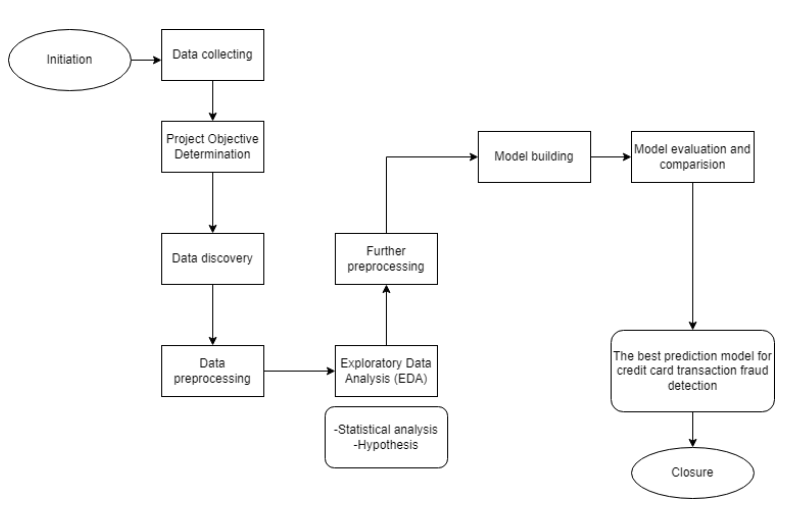 Initiation
Data collecting
Project Objective
Determination
Data discovery
Data
preprocessing
Exploratory Data
Analysis (EDA)
-Statistical analysis
-Hypothesis
Further
preprocessing
Model building
Model evaluation and
comparision
The best prediction model for
credit card transaction fraud
detection
Closure